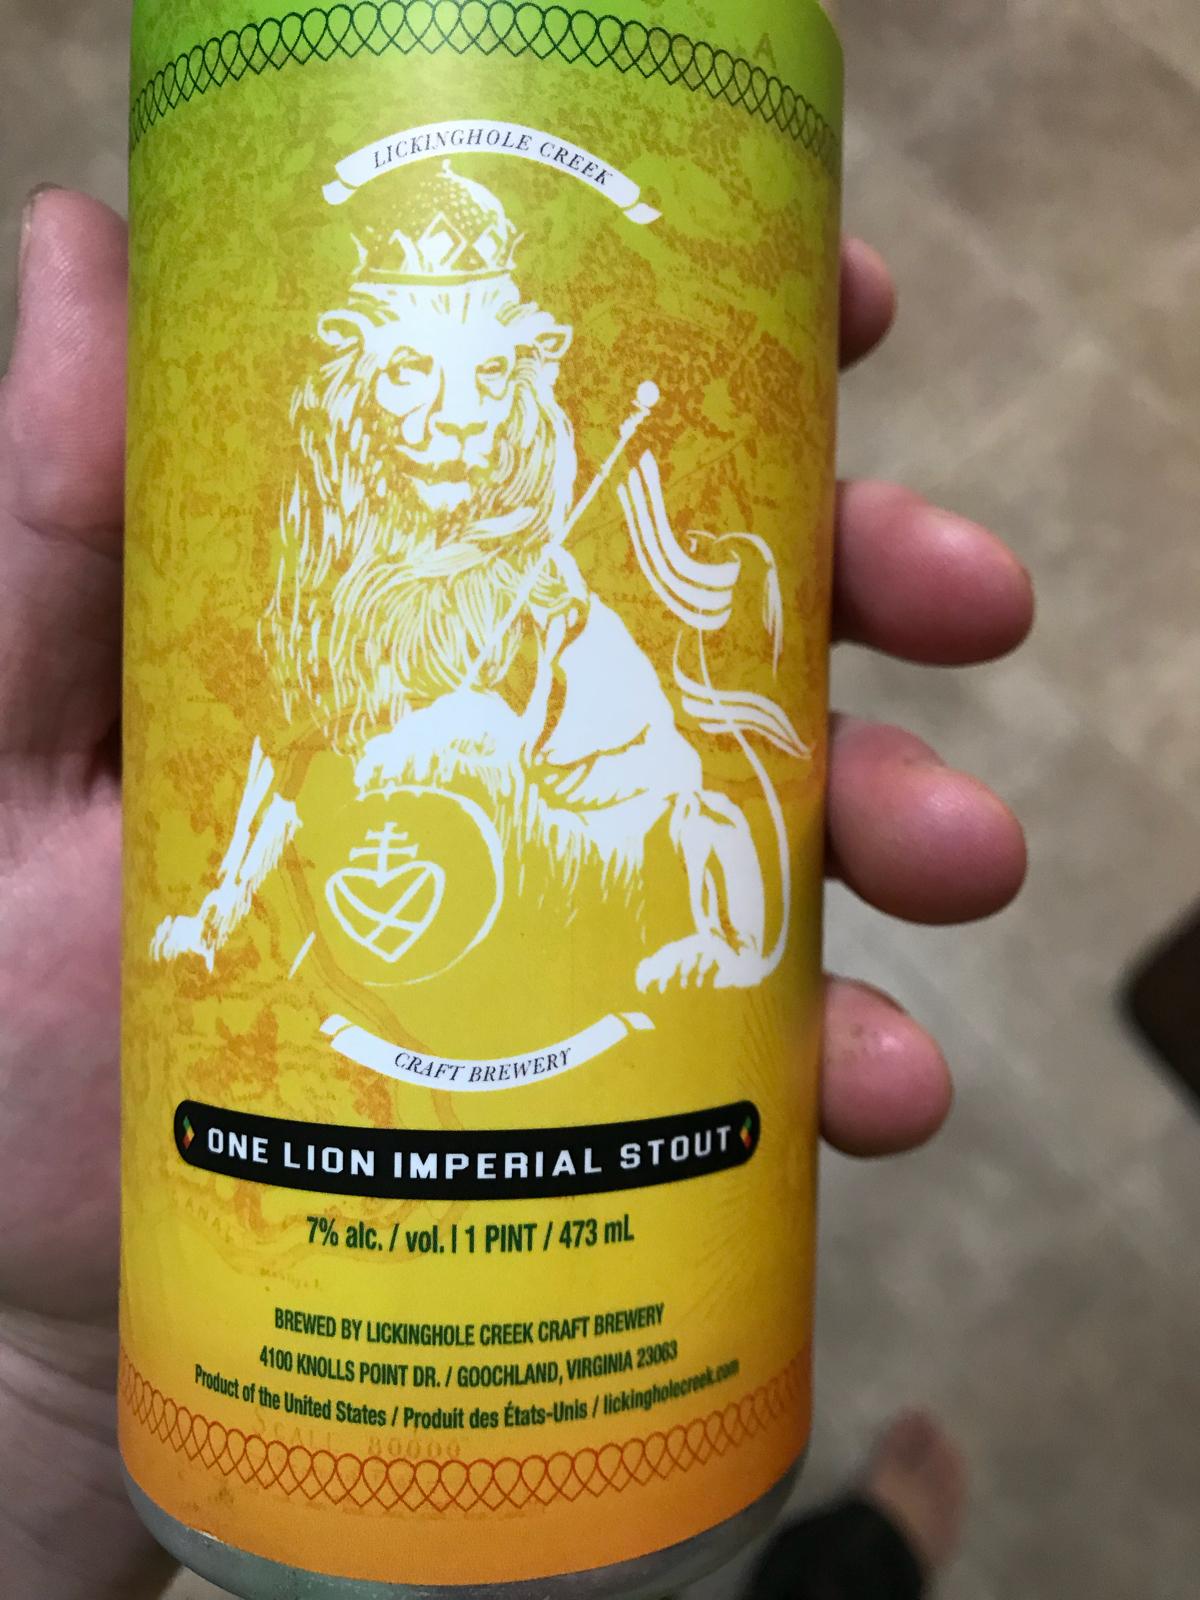 LICKINGHOLE CREEK
CRAFT BREWERY
ONE LION IMPERIAL STOUT
7% alc. / vol. | 1 PINT / 473 mL
BREWED BY LICKINGHOLE CREEK CRAFT BREWERY
4100 KNOLLS POINT DR. / GOOCHLAND, VIRGINIA 23063
Product of the United States / Produit des États-Unis / lickingholecreek.com
80000